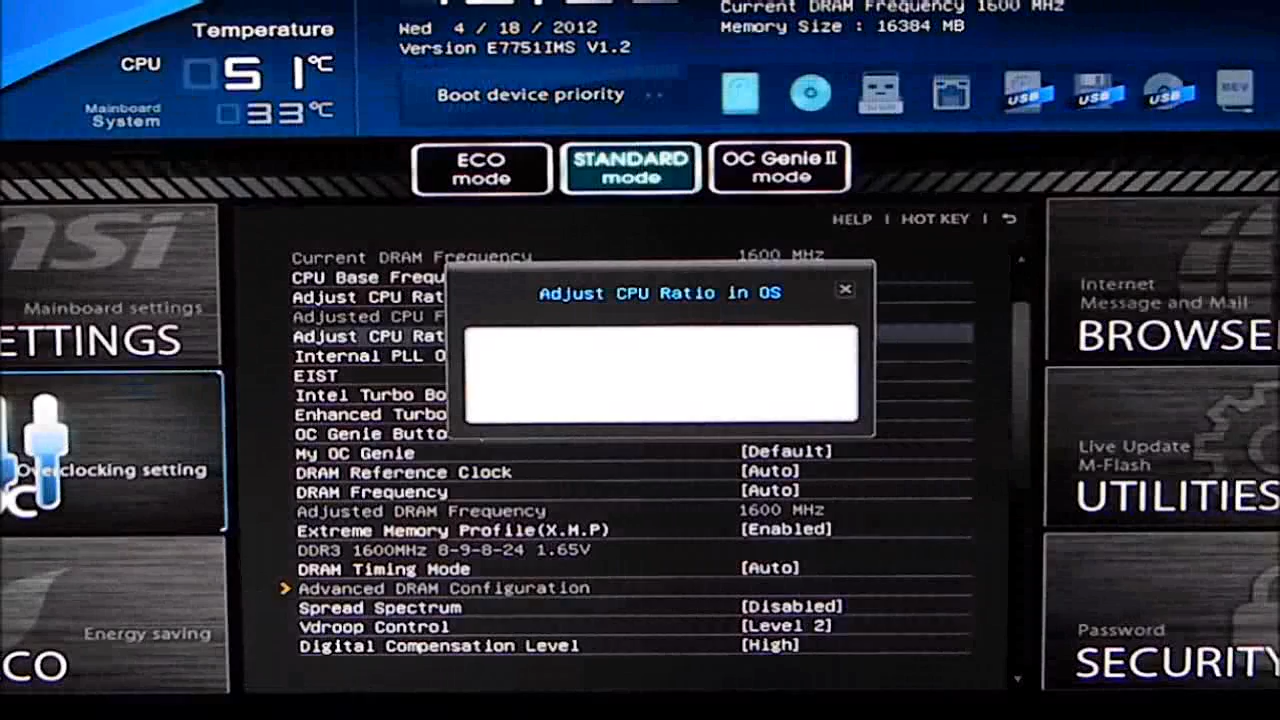 Current DRAM Frequency 1600 MHz
Temperature
Wed 4 / 18 / 2012
Memory Size : 16384 MB
Version E7751IMS V1.2
CPU 51°C
Boot device priority
USB USB USB DEV
Mainboard
System 33°C
ECO
mode
STANDARD
mode
OC Genie II
mode
HELP | HOT KEY |
msi
Mainboard settings
ETTINGS
Overclocking setting
OC
Energy saving
CO
Current DRAM Frequency 1600 MHz
CPU Base Frequ
Adjust CPU Rat
Adjusted CPU F
Adjust CPU Rat
Internal PLL O
EIST
Intel Turbo Bo
Enhanced Turbo
OC Genie Butto
My OC Genie [Default]
DRAM Reference Clock [Auto]
DRAM Frequency [Auto]
Adjusted DRAM Frequency 1600 MHz
Extreme Memory Profile(X.M.P) [Enabled]
DDR3 1600MHz 8-9-8-24 1.65V
DRAM Timing Mode [Auto]
> Advanced DRAM Configuration
Spread Spectrum [Disabled]
Vdroop Control [Level 2]
Digital Compensation Level [High]
Adjust CPU Ratio in OS
Internet
Message and Mail
BROWSE
Live Update
M-Flash
UTILITIES
Password
SECURITY